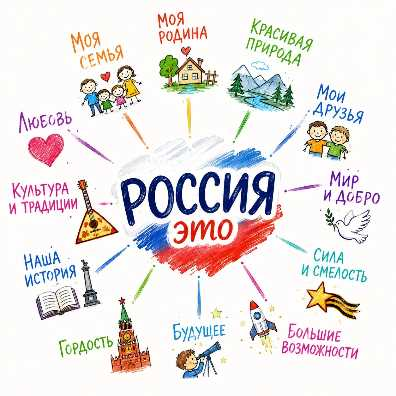 Моя
семья
Моя
Родина
Красивая
природа
Любовь
Мои
друзья
Культура
и традиции
РОССИЯ
это
Мир
и добро
Наша
история
Сила
и смелость
Гордость
Будущее
Большие
возможности